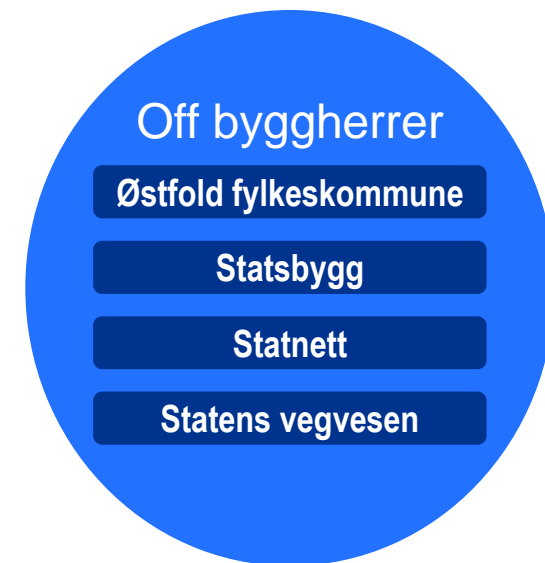 Off byggherrer
Østfold fylkeskommune
Statsbygg
Statnett
Statens vegvesen